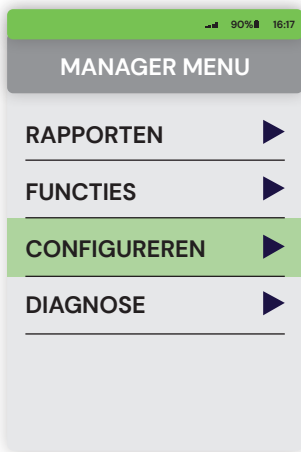 90% 16:17
MANAGER MENU
RAPPORTEN
FUNCTIES
CONFIGUREREN
DIAGNOSE